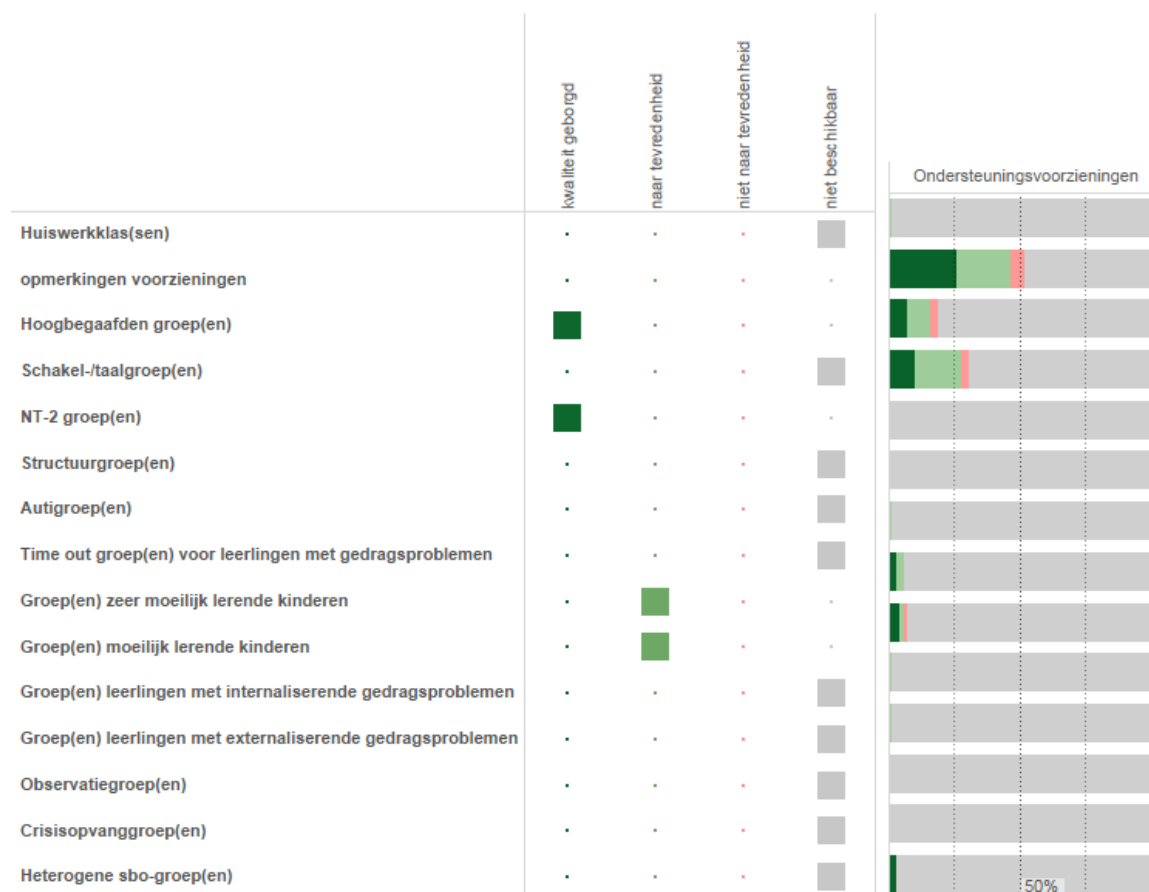 kwaliteit geborgd
naar tevredenheid
niet naar tevredenheid
niet beschikbaar
Ondersteuningsvoorzieningen
Huiswerkklas(sen)
opmerkingen voorzieningen
Hoogbegaafden groep(en)
Schakel-/taalgroep(en)
NT-2 groep(en)
Structuurgroep(en)
Autigroep(en)
Time out groep(en) voor leerlingen met gedragsproblemen
Groep(en) zeer moeilijk lerende kinderen
Groep(en) moeilijk lerende kinderen
Groep(en) leerlingen met internaliserende gedragsproblemen
Groep(en) leerlingen met externaliserende gedragsproblemen
Observatiegroep(en)
Crisisopvanggroep(en)
Heterogene sbo-groep(en)
50%